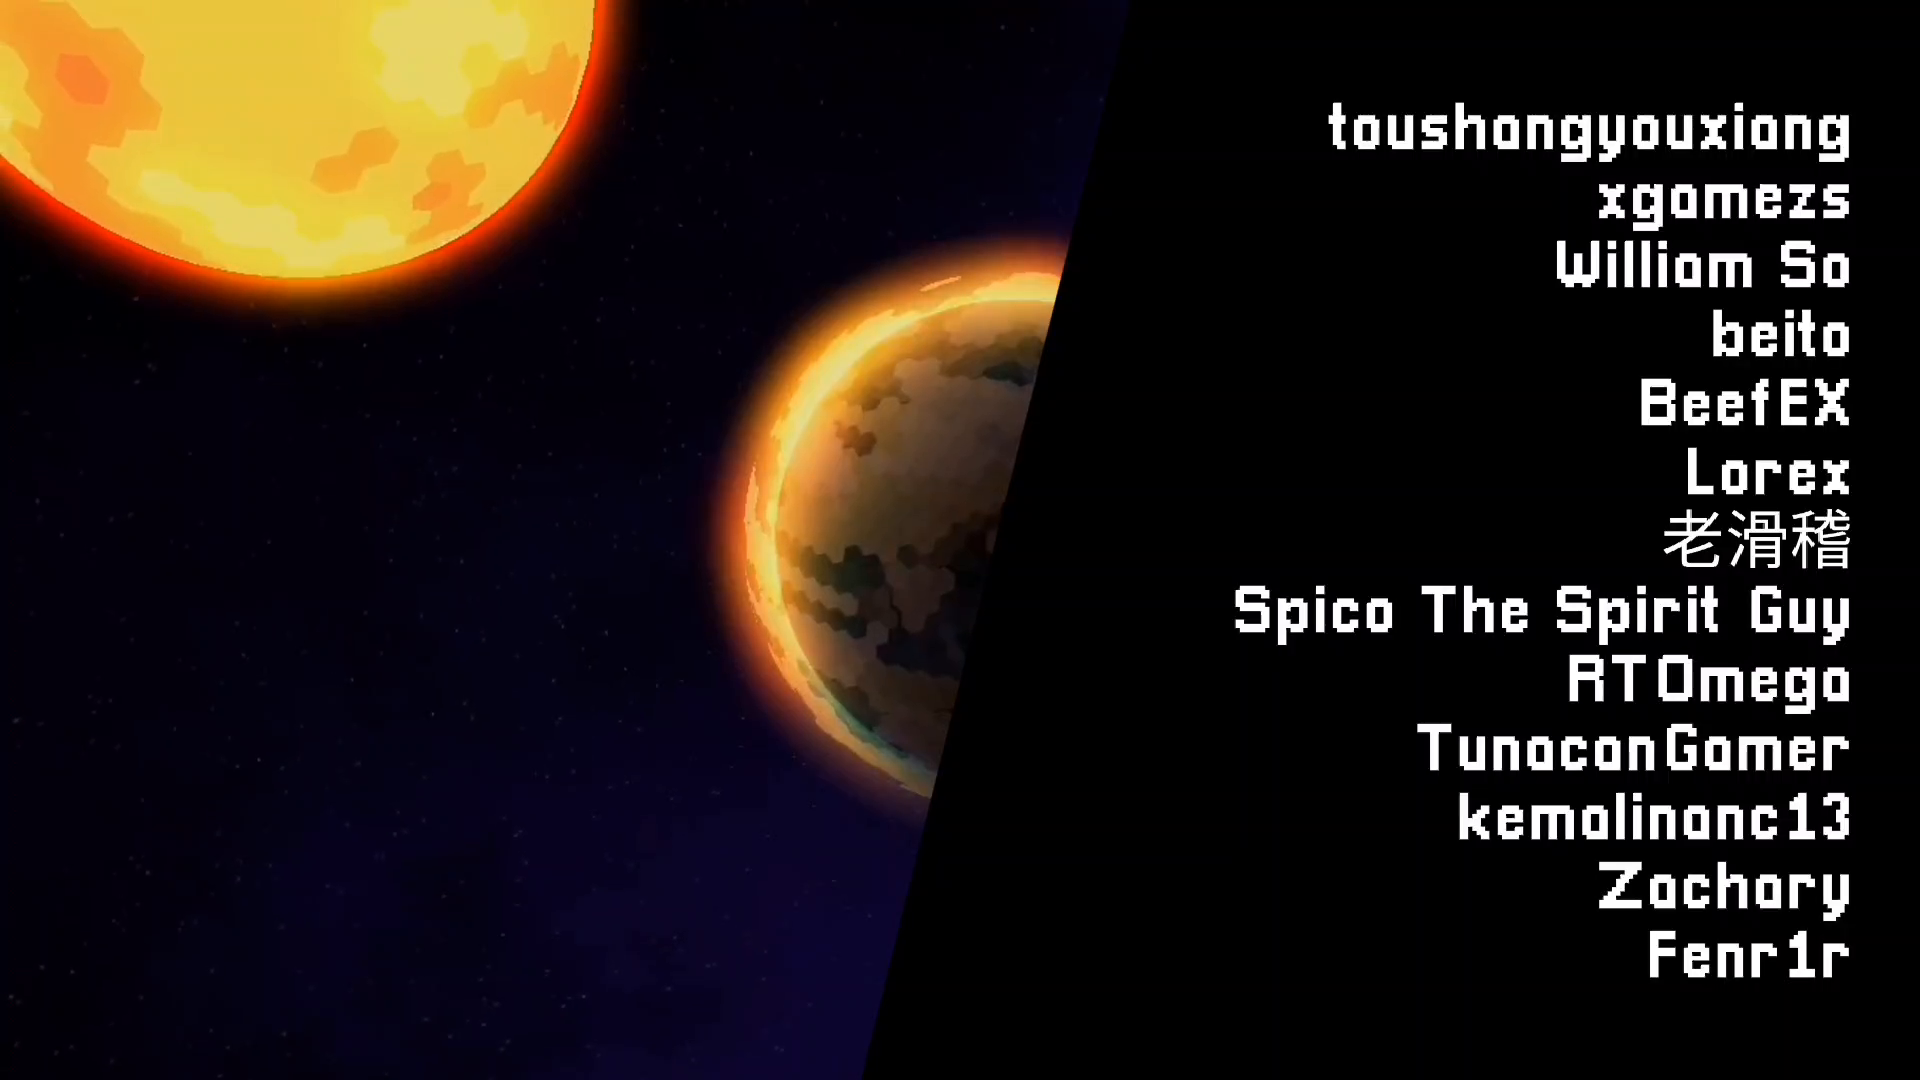 toushangyouxiang
xgamezs
William So
beito
BeefEX
Lorex
老滑稽
Spico The Spirit Guy
RTOmega
TunacanGamer
kemalinanc13
Zachary
Fenr1r